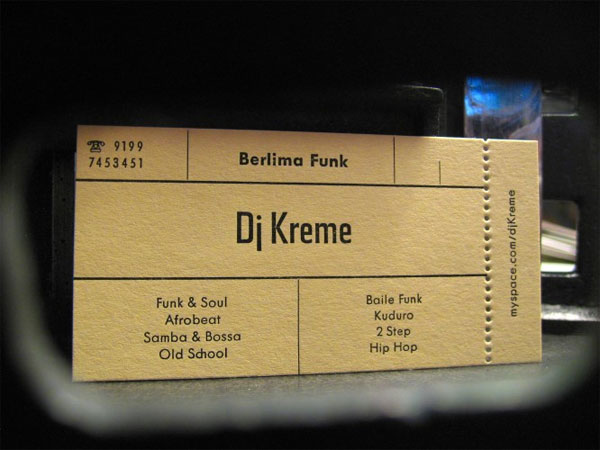 ☎ 9199
7453451
Berlima Funk
Dj Kreme
Funk & Soul
Afrobeat
Samba & Bossa
Old School
Baile Funk
Kuduro
2 Step
Hip Hop
myspace.com/djKreme